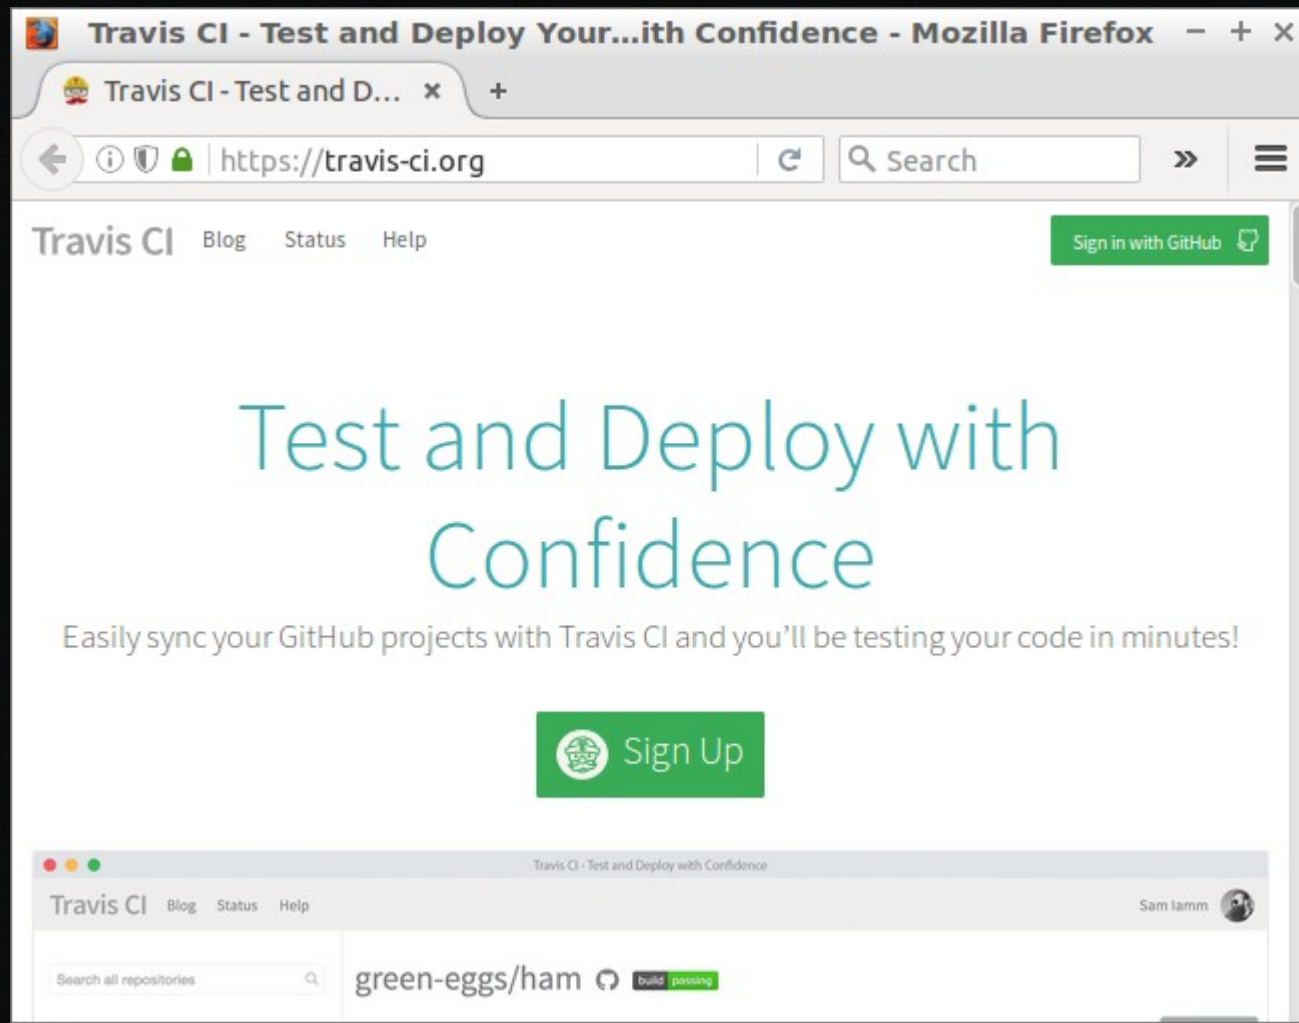 Travis CI - Test and Deploy Your...ith Confidence - Mozilla Firefox
Travis CI - Test and D...
https://travis-ci.org
Search
Travis CI Blog Status Help
Sign in with GitHub
Test and Deploy with
Confidence
Easily sync your GitHub projects with Travis CI and you’ll be testing your code in minutes!
Sign Up
Travis CI - Test and Deploy with Confidence
Travis CI Blog Status Help
Sam Iamm
Search all repositories
green-eggs/ham build passing